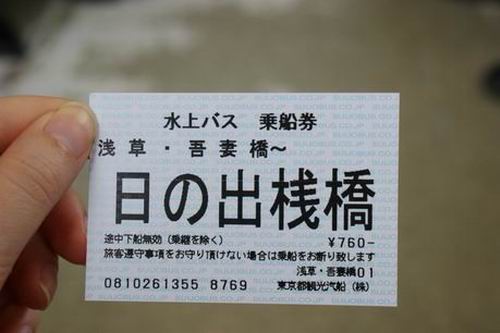 水上バス 乗船券
浅草・吾妻橋～
日の出桟橋
途中下船無効（乗継を除く） ¥760-
旅客遵守事項をお守り頂けない場合は乗船をお断り致します
浅草・吾妻橋01
0810261355 8769 東京都観光汽船（株）